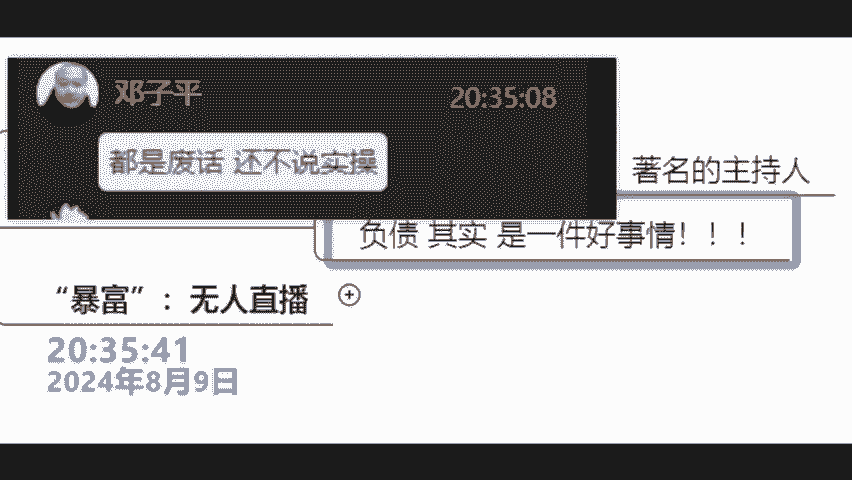 邓子平
20:35:08
都是废话 还不说实操
著名的主持人
负债 其实 是一件好事情！！！
“暴富”：无人直播
20:35:41
2024年8月9日